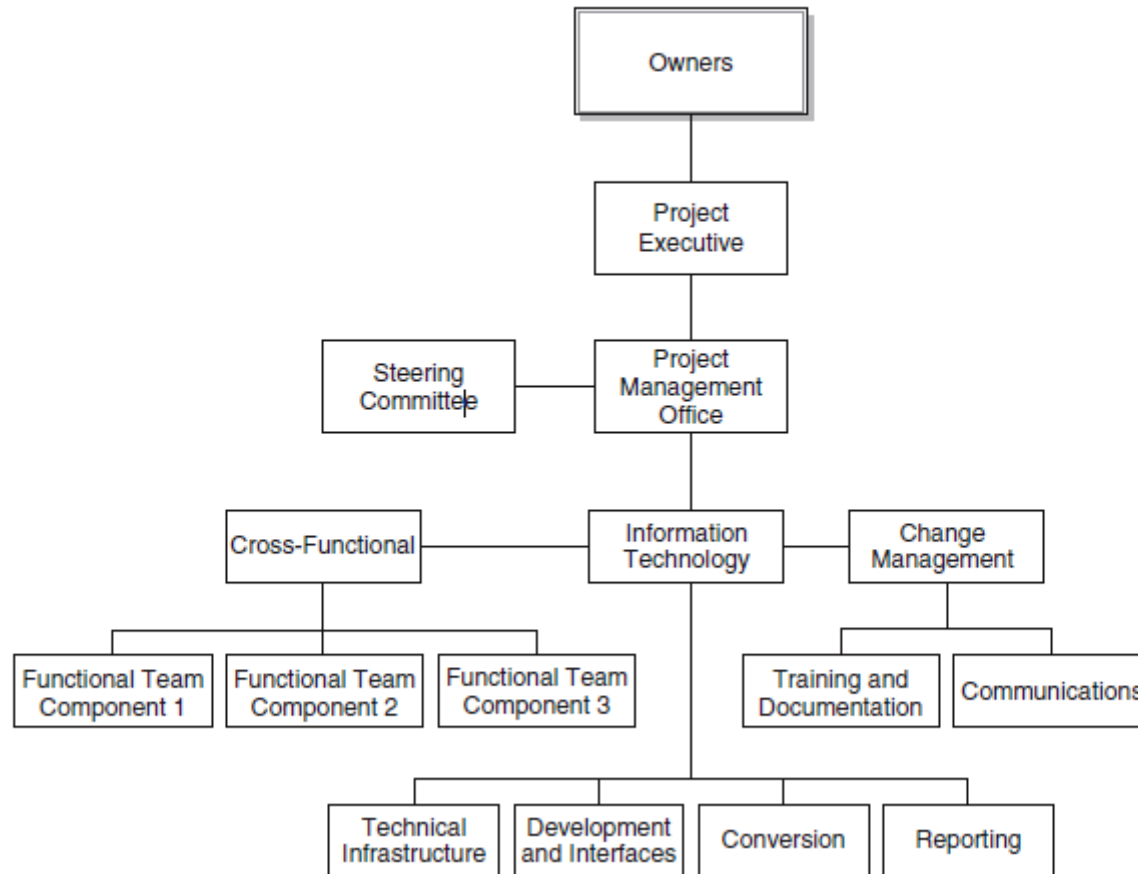 Owners
Project
Executive
Steering
Committee
Project
Management
Office
Cross-Functional
Information
Technology
Change
Management
Functional Team
Component 1
Functional Team
Component 2
Functional Team
Component 3
Training and
Documentation
Communications
Technical
Infrastructure
Development
and Interfaces
Conversion
Reporting